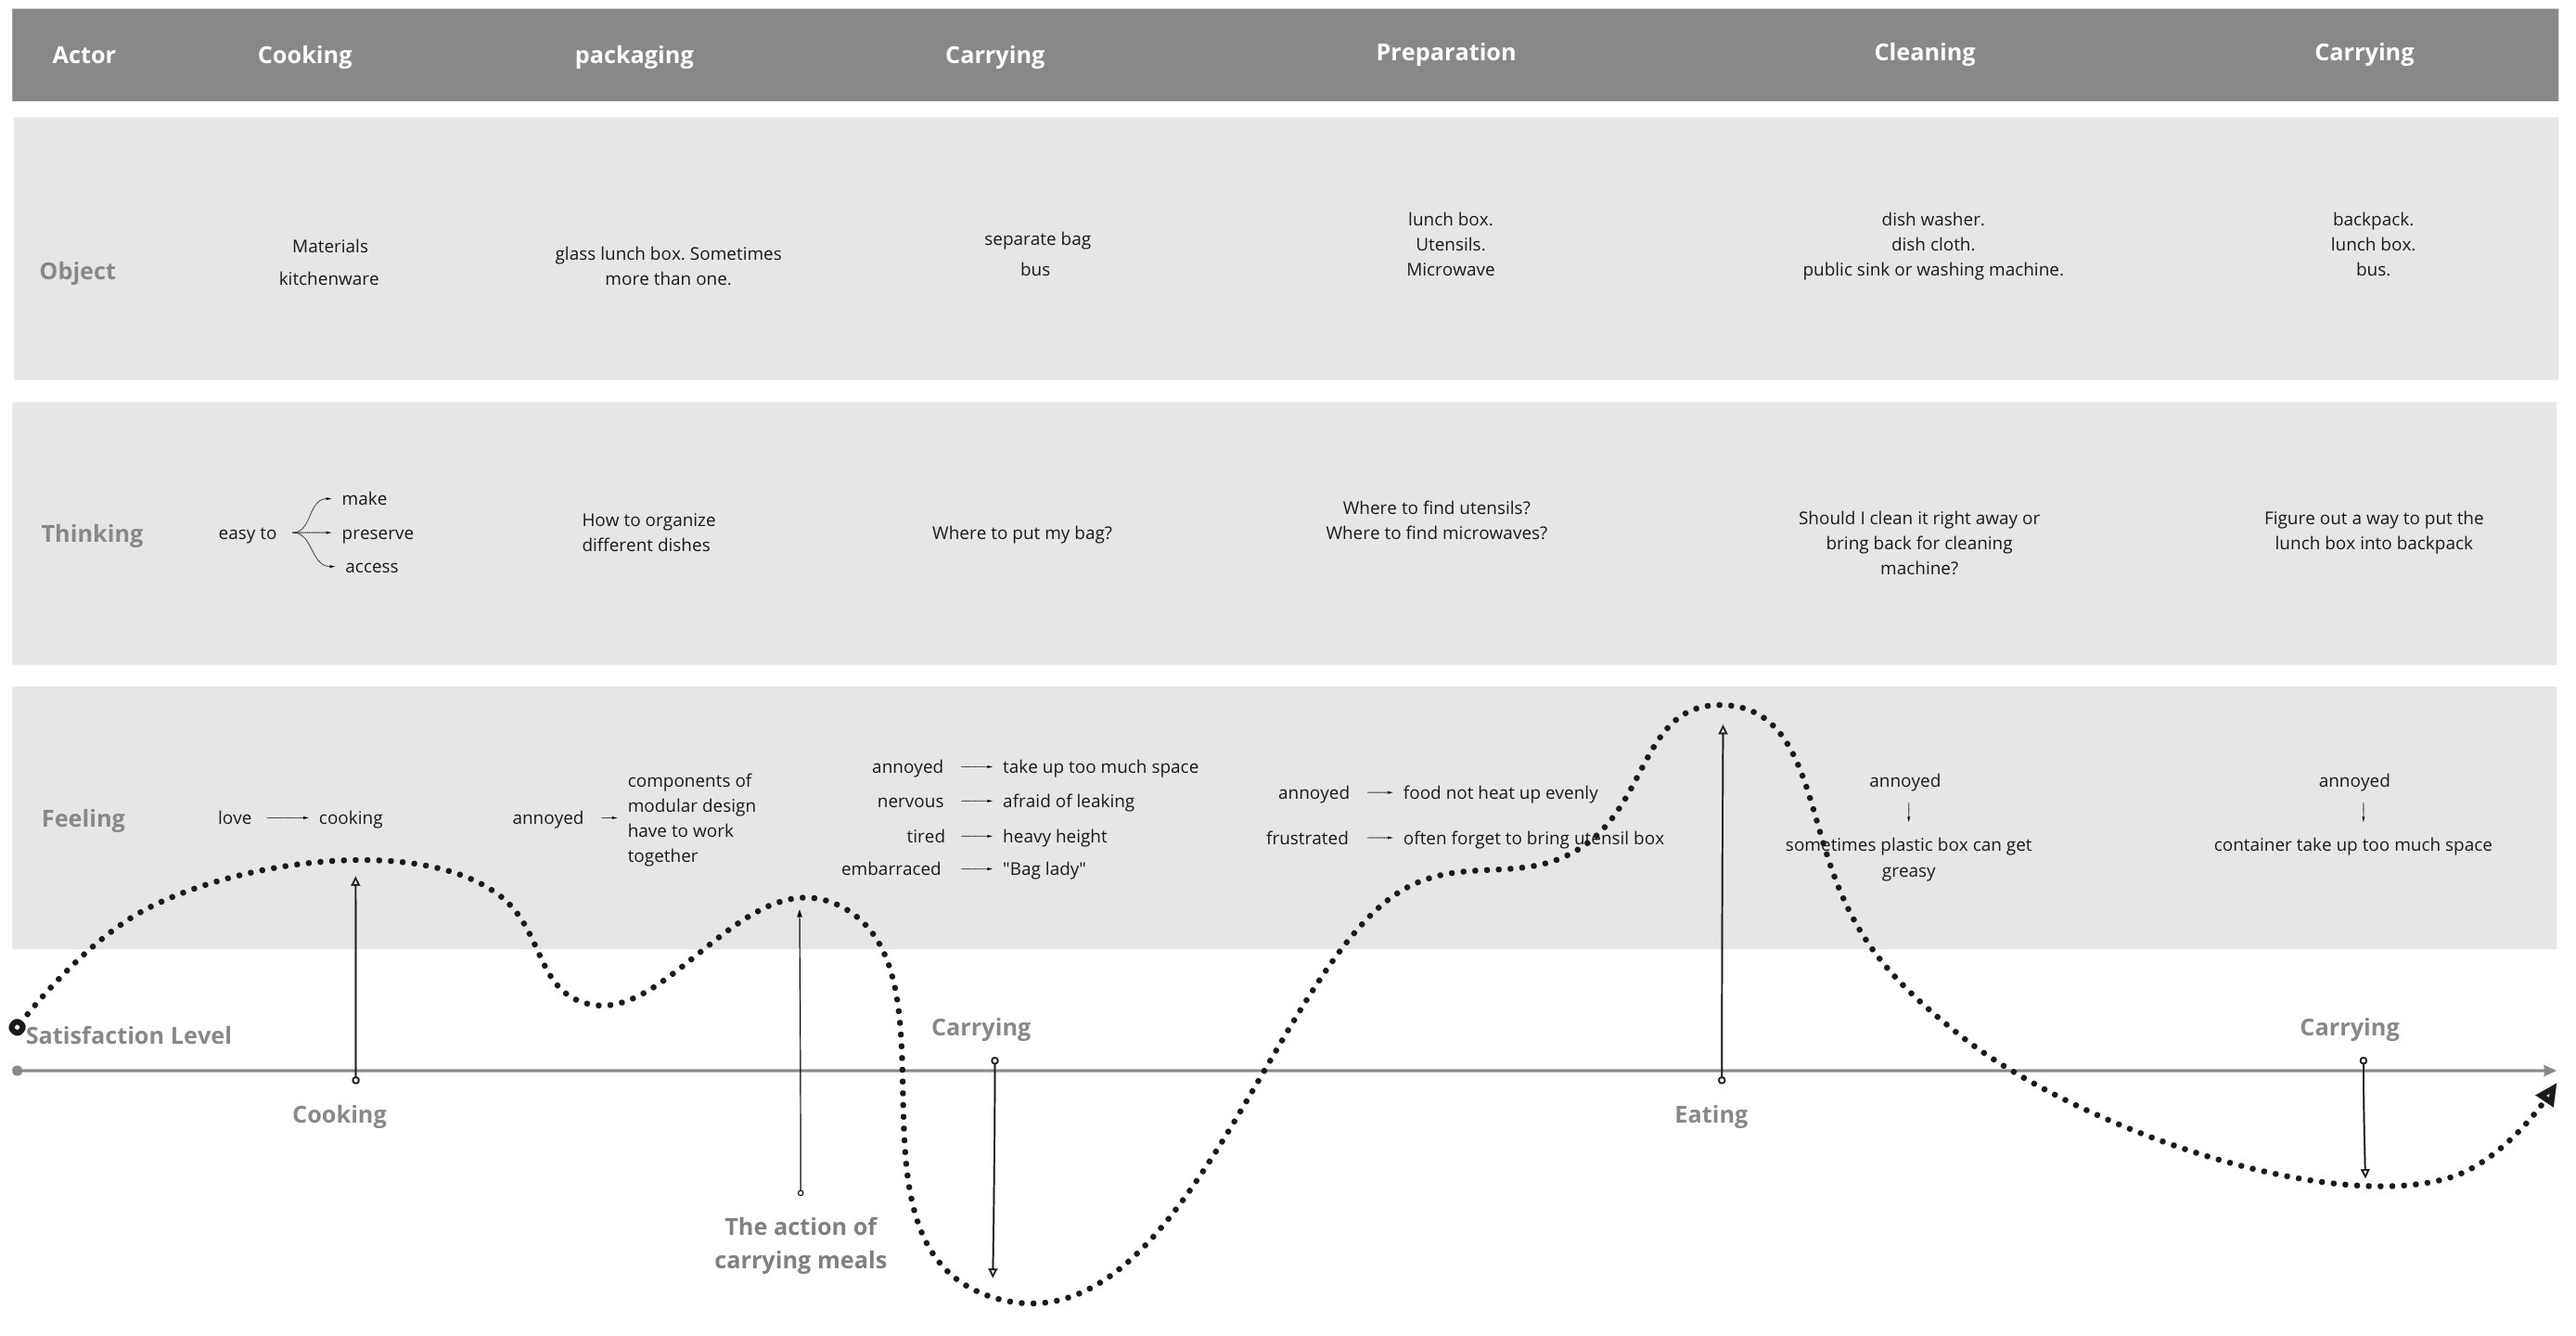 Actor
Cooking
packaging
Carrying
Preparation
Cleaning
Carrying
Object
Materials
kitchenware
glass lunch box. Sometimes
more than one.
separate bag
bus
lunch box.
Utensils.
Microwave
dish washer.
dish cloth.
public sink or washing machine.
backpack.
lunch box.
bus.
Thinking
easy to
make
preserve
access
How to organize
different dishes
Where to put my bag?
Where to find utensils?
Where to find microwaves?
Should I clean it right away or
bring back for cleaning
machine?
Figure out a way to put the
lunch box into backpack
Feeling
love
cooking
annoyed
components of
modular design
have to work
together
annoyed
take up too much space
nervous
afraid of leaking
tired
heavy height
embarraced
"Bag lady"
annoyed
food not heat up evenly
frustrated
often forget to bring utensil box
annoyed
sometimes plastic box can get
greasy
annoyed
container take up too much space
Satisfaction Level
Cooking
The action of
carrying meals
Carrying
Eating
Carrying